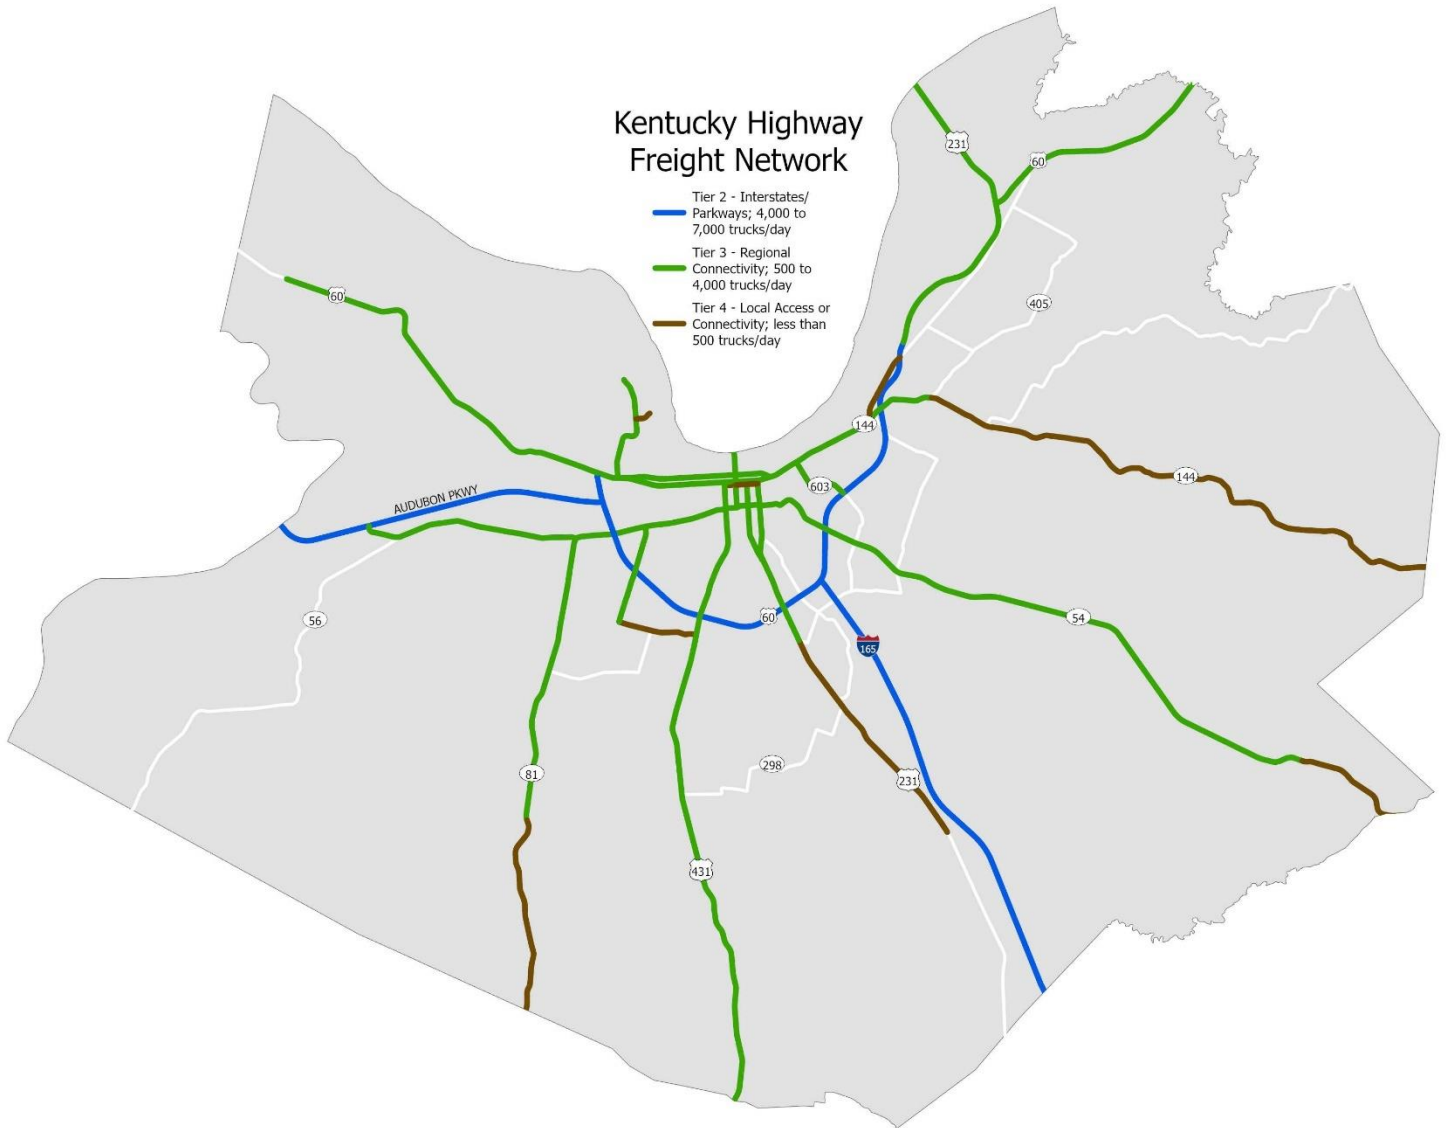 Kentucky Highway
Freight Network
Tier 2 - Interstates/
Parkways; 4,000 to
7,000 trucks/day
Tier 3 - Regional
Connectivity; 500 to
4,000 trucks/day
Tier 4 - Local Access or
Connectivity; less than
500 trucks/day
231
60
60
405
144
144
603
AUDUBON PKWY
56
60
54
165
298
81
231
431